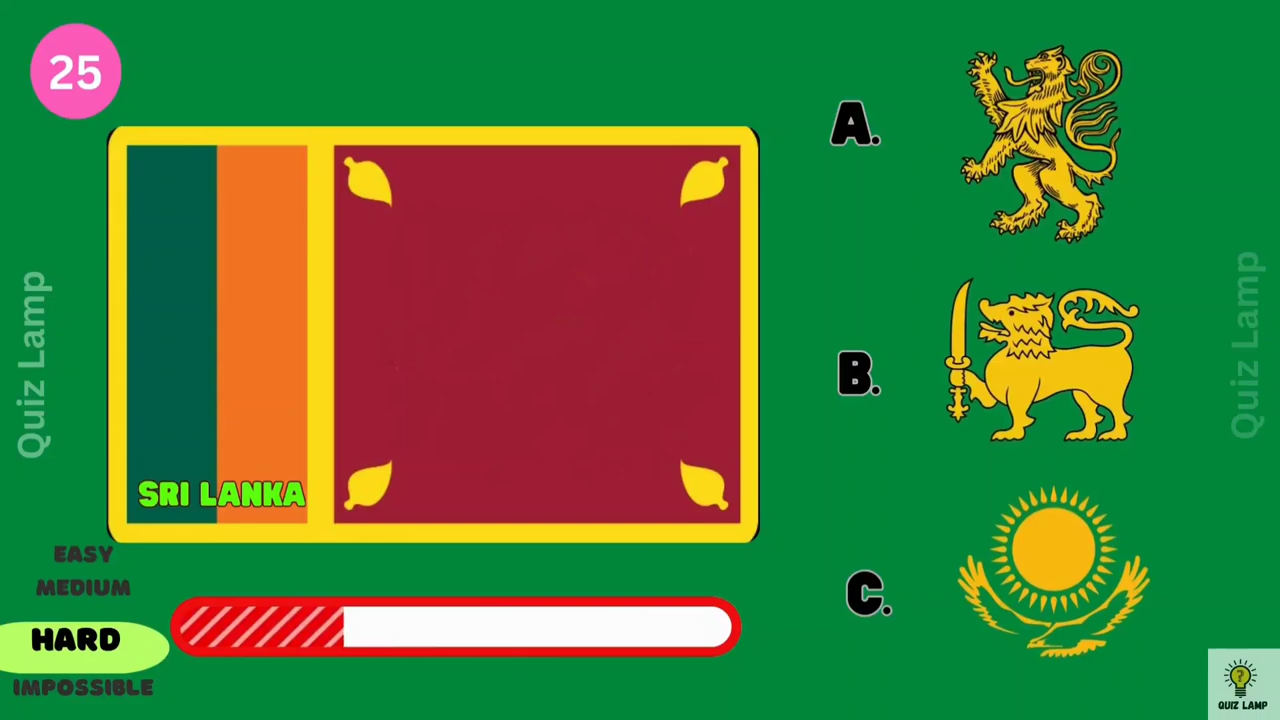 25
A.
B.
C.
Quiz Lamp
Quiz Lamp
SRI LANKA
EASY
MEDIUM
HARD
IMPOSSIBLE
?
QUIZ LAMP